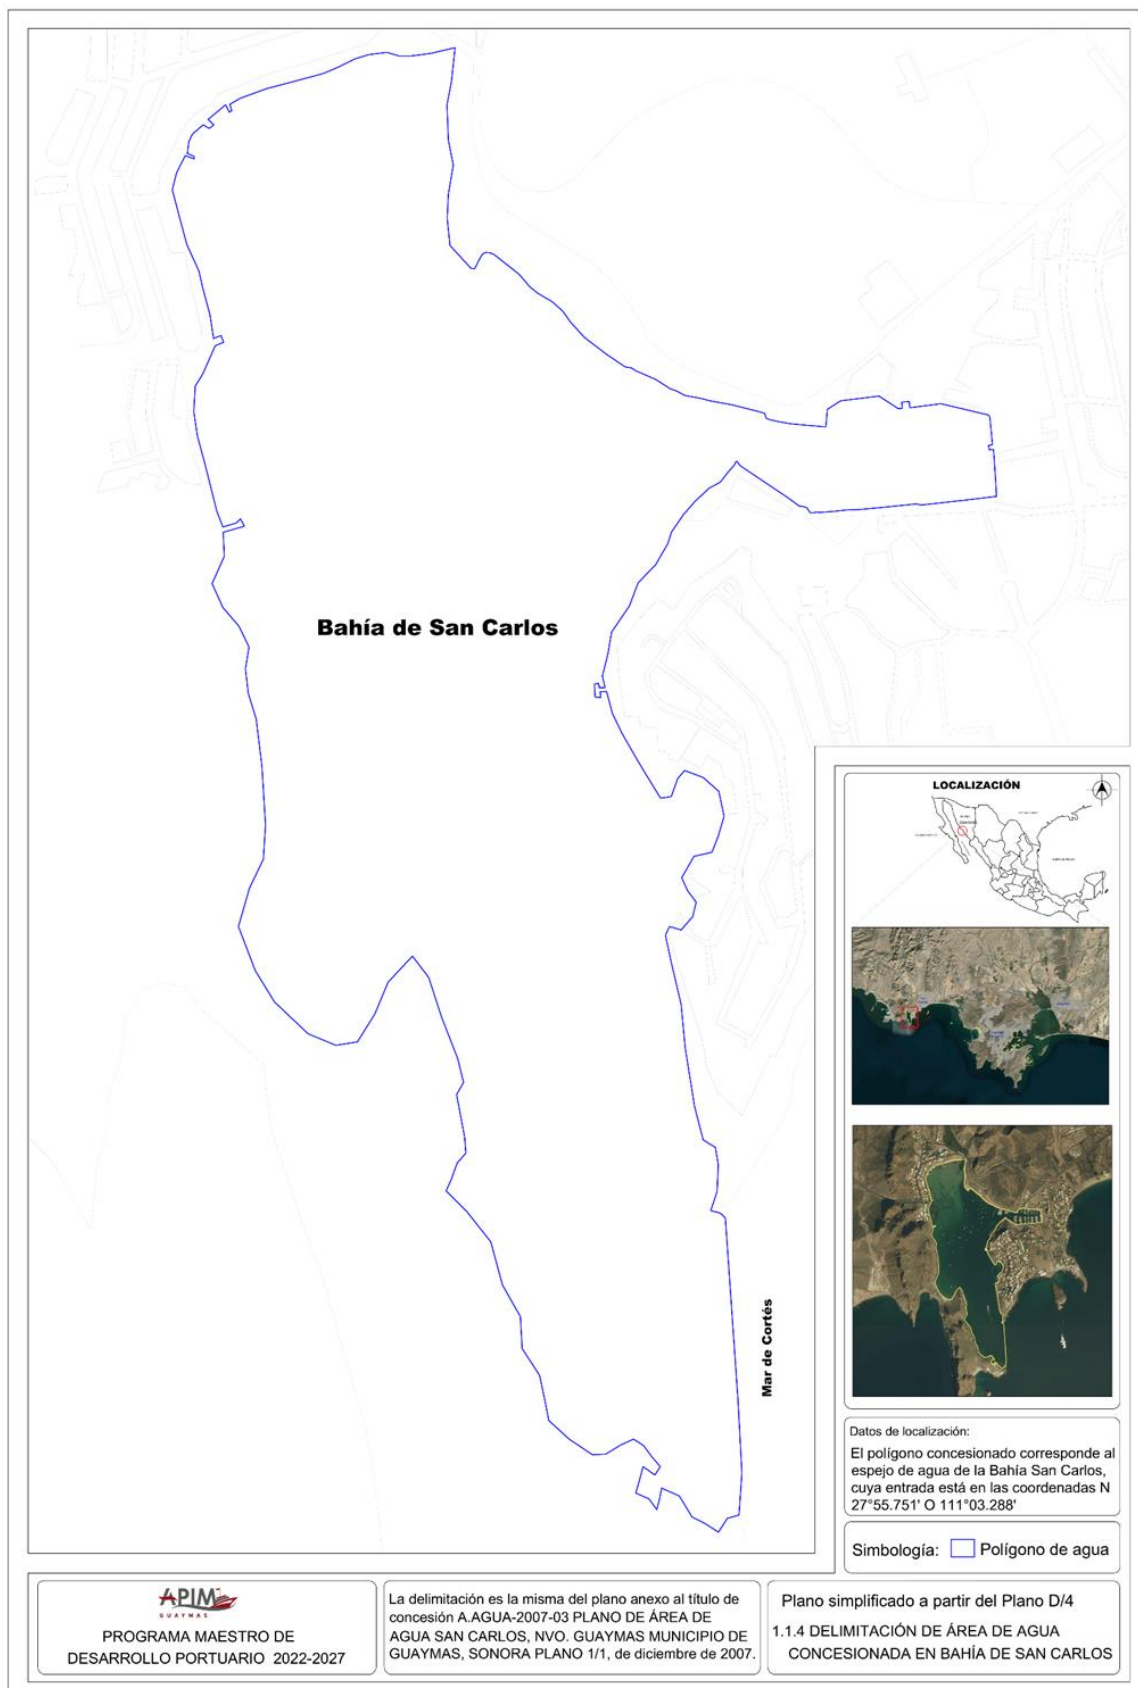 Bahía de San Carlos
Mar de Cortés
LOCALIZACIÓN
Datos de localización:
El polígono concesionado corresponde al
espejo de agua de la Bahía San Carlos,
cuya entrada está en las coordenadas N
27°55.751' O 111°03.288'
Simbología:
Polígono de agua
APIM
GUAYMAS
PROGRAMA MAESTRO DE
DESARROLLO PORTUARIO 2022-2027
La delimitación es la misma del plano anexo al título de
concesión A.AGUA-2007-03 PLANO DE ÁREA DE
AGUA SAN CARLOS, NVO. GUAYMAS MUNICIPIO DE
GUAYMAS, SONORA PLANO 1/1, de diciembre de 2007.
Plano simplificado a partir del Plano D/4
1.1.4 DELIMITACIÓN DE ÁREA DE AGUA
CONCESIONADA EN BAHÍA DE SAN CARLOS